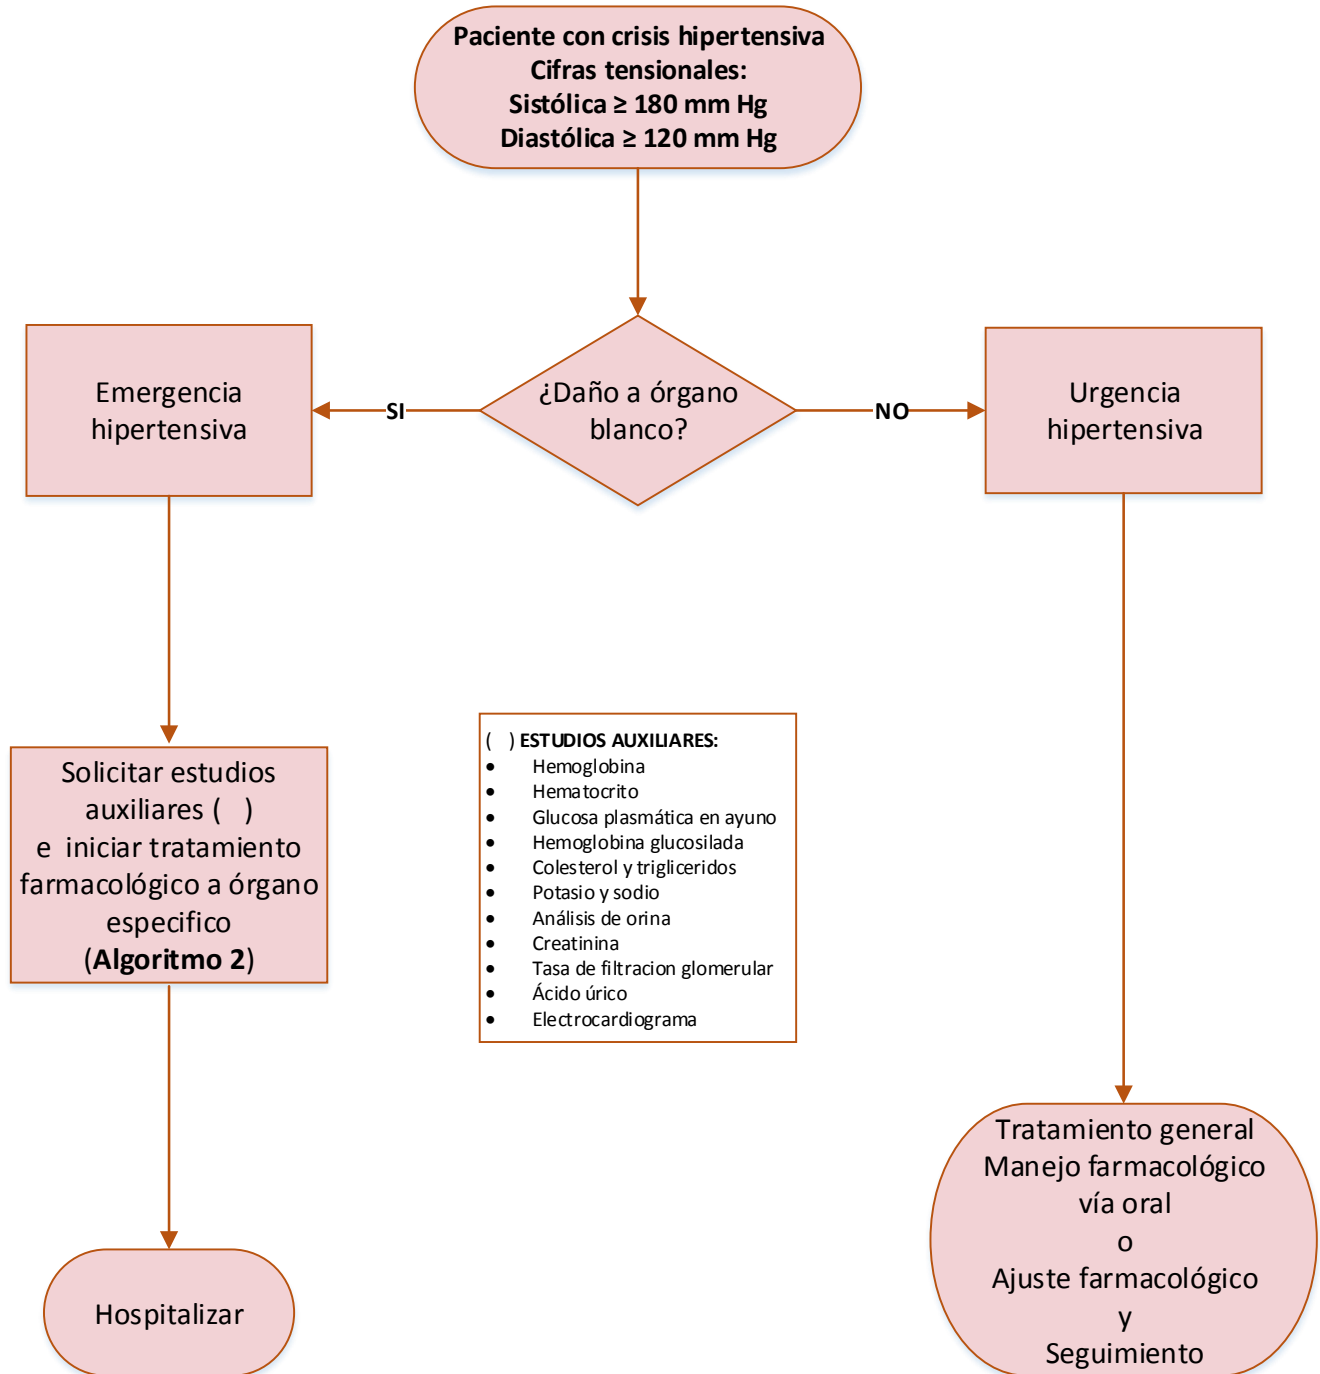 Paciente con crisis hipertensiva
Cifras tensionales:
Sistólica ≥ 180 mm Hg
Diastólica ≥ 120 mm Hg
Emergencia
hipertensiva
SI
¿Daño a órgano
blanco?
NO
Urgencia
hipertensiva
Solicitar estudios
auxiliares (   )
e iniciar tratamiento
farmacológico a órgano
especifico
(Algoritmo 2)
(   ) ESTUDIOS AUXILIARES:
• Hemoglobina
• Hematocrito
• Glucosa plasmática en ayuno
• Hemoglobina glucosilada
• Colesterol y trigliceridos
• Potasio y sodio
• Análisis de orina
• Creatinina
• Tasa de filtracion glomerular
• Ácido úrico
• Electrocardiograma
Hospitalizar
Tratamiento general
Manejo farmacológico
vía oral
o
Ajuste farmacológico
y
Seguimiento